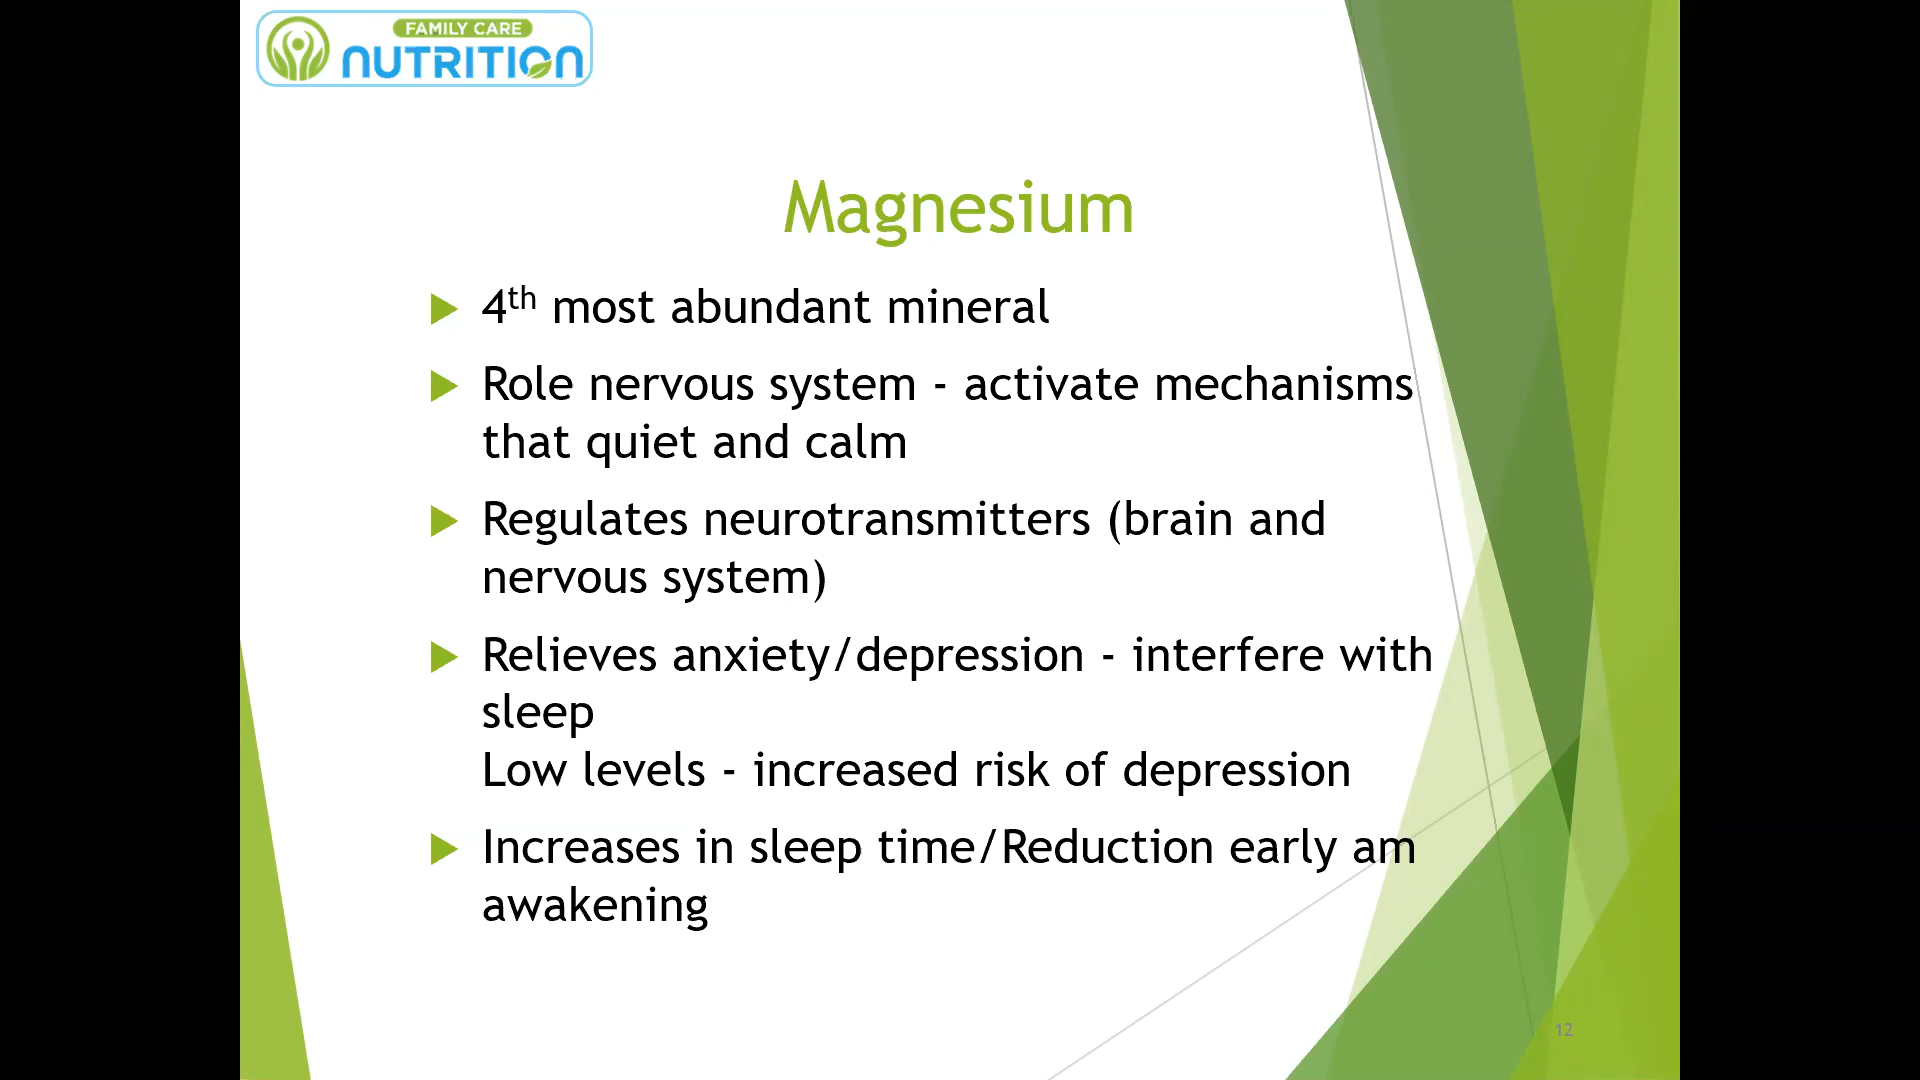 FAMILY CARE
NUTRITION
Magnesium
4th most abundant mineral
Role nervous system - activate mechanisms
that quiet and calm
Regulates neurotransmitters (brain and
nervous system)
Relieves anxiety/depression - interfere with
sleep
Low levels - increased risk of depression
Increases in sleep time/Reduction early am
awakening
12